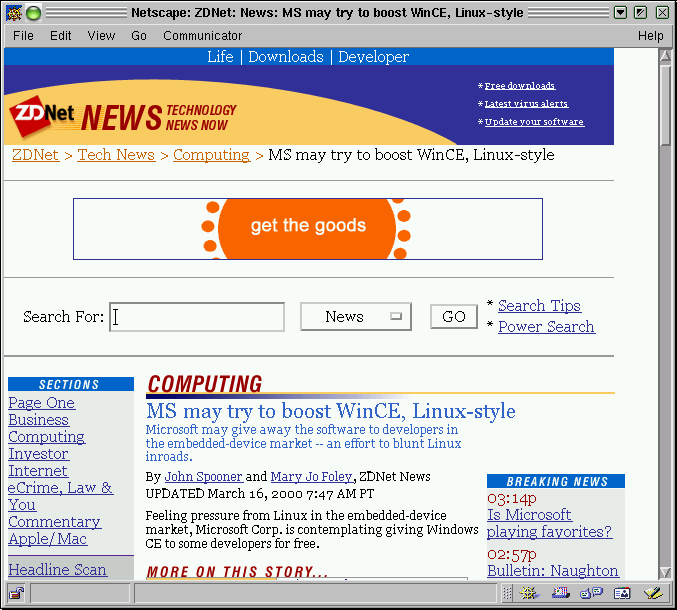 Netscape: ZDNet: News: MS may try to boost WinCE, Linux-style
File Edit View Go Communicator Help
Life | Downloads | Developer
ZDNet NEWS TECHNOLOGY
NEWS NOW
* Free downloads
* Latest virus alerts
* Update your software
ZDNet > Tech News > Computing > MS may try to boost WinCE, Linux-style
get the goods
Search For: News GO
* Search Tips
* Power Search
SECTIONS
Page One
Business
Computing
Investor
Internet
eCrime, Law &
You
Commentary
Apple/Mac
Headline Scan
COMPUTING
MS may try to boost WinCE, Linux-style
Microsoft may give away the software to developers in
the embedded-device market -- an effort to blunt Linux
inroads.
By John Spooner and Mary Jo Foley, ZDNet News
UPDATED March 16, 2000 7:47 AM PT
Feeling pressure from Linux in the embedded-device
market, Microsoft Corp. is contemplating giving Windows
CE to some developers for free.
MORE ON THIS STORY...
BREAKING NEWS
03:14p
Is Microsoft
playing favorites?
02:57p
Bulletin: Naughton